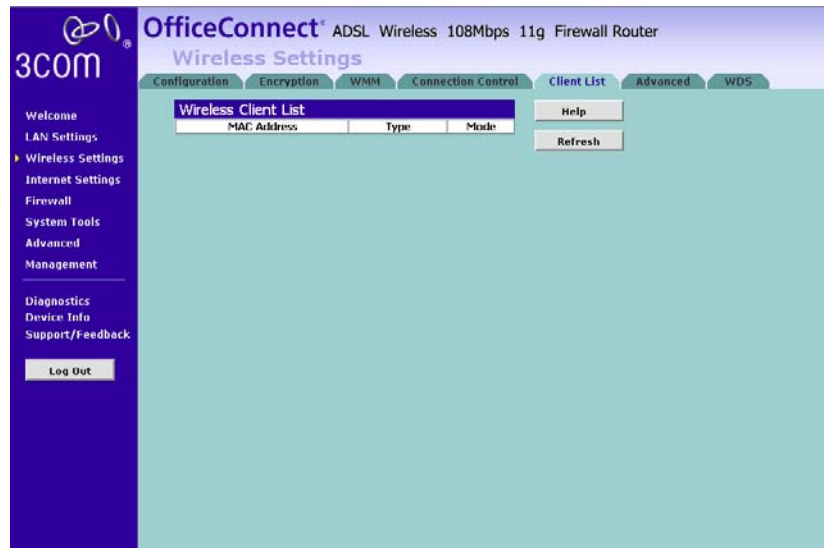 3COM®
OfficeConnect® ADSL Wireless 108Mbps 11g Firewall Router
Wireless Settings
Configuration Encryption WMM Connection Control Client List Advanced WDS
Welcome
LAN Settings
Wireless Settings
Internet Settings
Firewall
System Tools
Advanced
Management
Diagnostics
Device Info
Support/Feedback
Log Out
Wireless Client List
MAC Address Type Mode
Help
Refresh